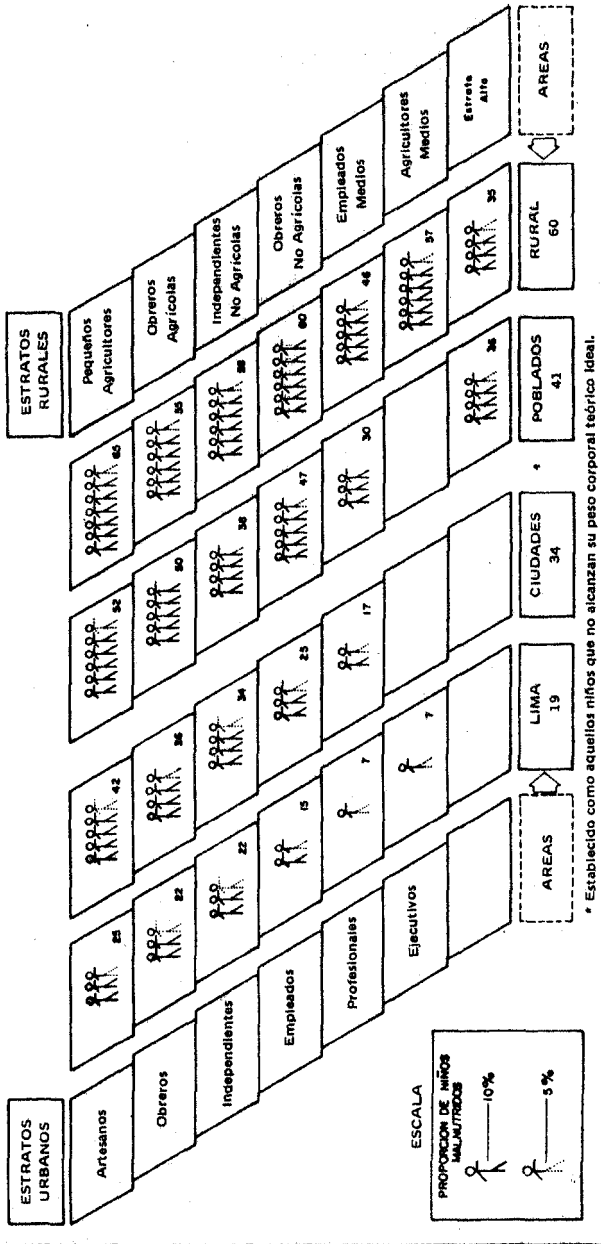 ESTRATOS
URBANOS
ESTRATOS
RURALES
Artesanos
25
42
52
65
Pequeños
Agricultores
Obreros
22
36
50
55
Obreros
Agrícolas
Independientes
22
34
38
58
Independientes
No Agrícolas
Empleados
15
25
47
60
Obreros
No Agrícolas
Profesionales
7
17
30
46
Empleados
Medios
Ejecutivos
7
57
Agricultores
Medios
36
35
Estrato
Alto
AREAS
LIMA
19
CIUDADES
34
*
POBLADOS
41
RURAL
60
AREAS
ESCALA
PROPORCION DE NIÑOS
MALNUTRIDOS
10%
5%
* Establecido como aquellos niños que no alcanzan su peso corporal teórico ideal.